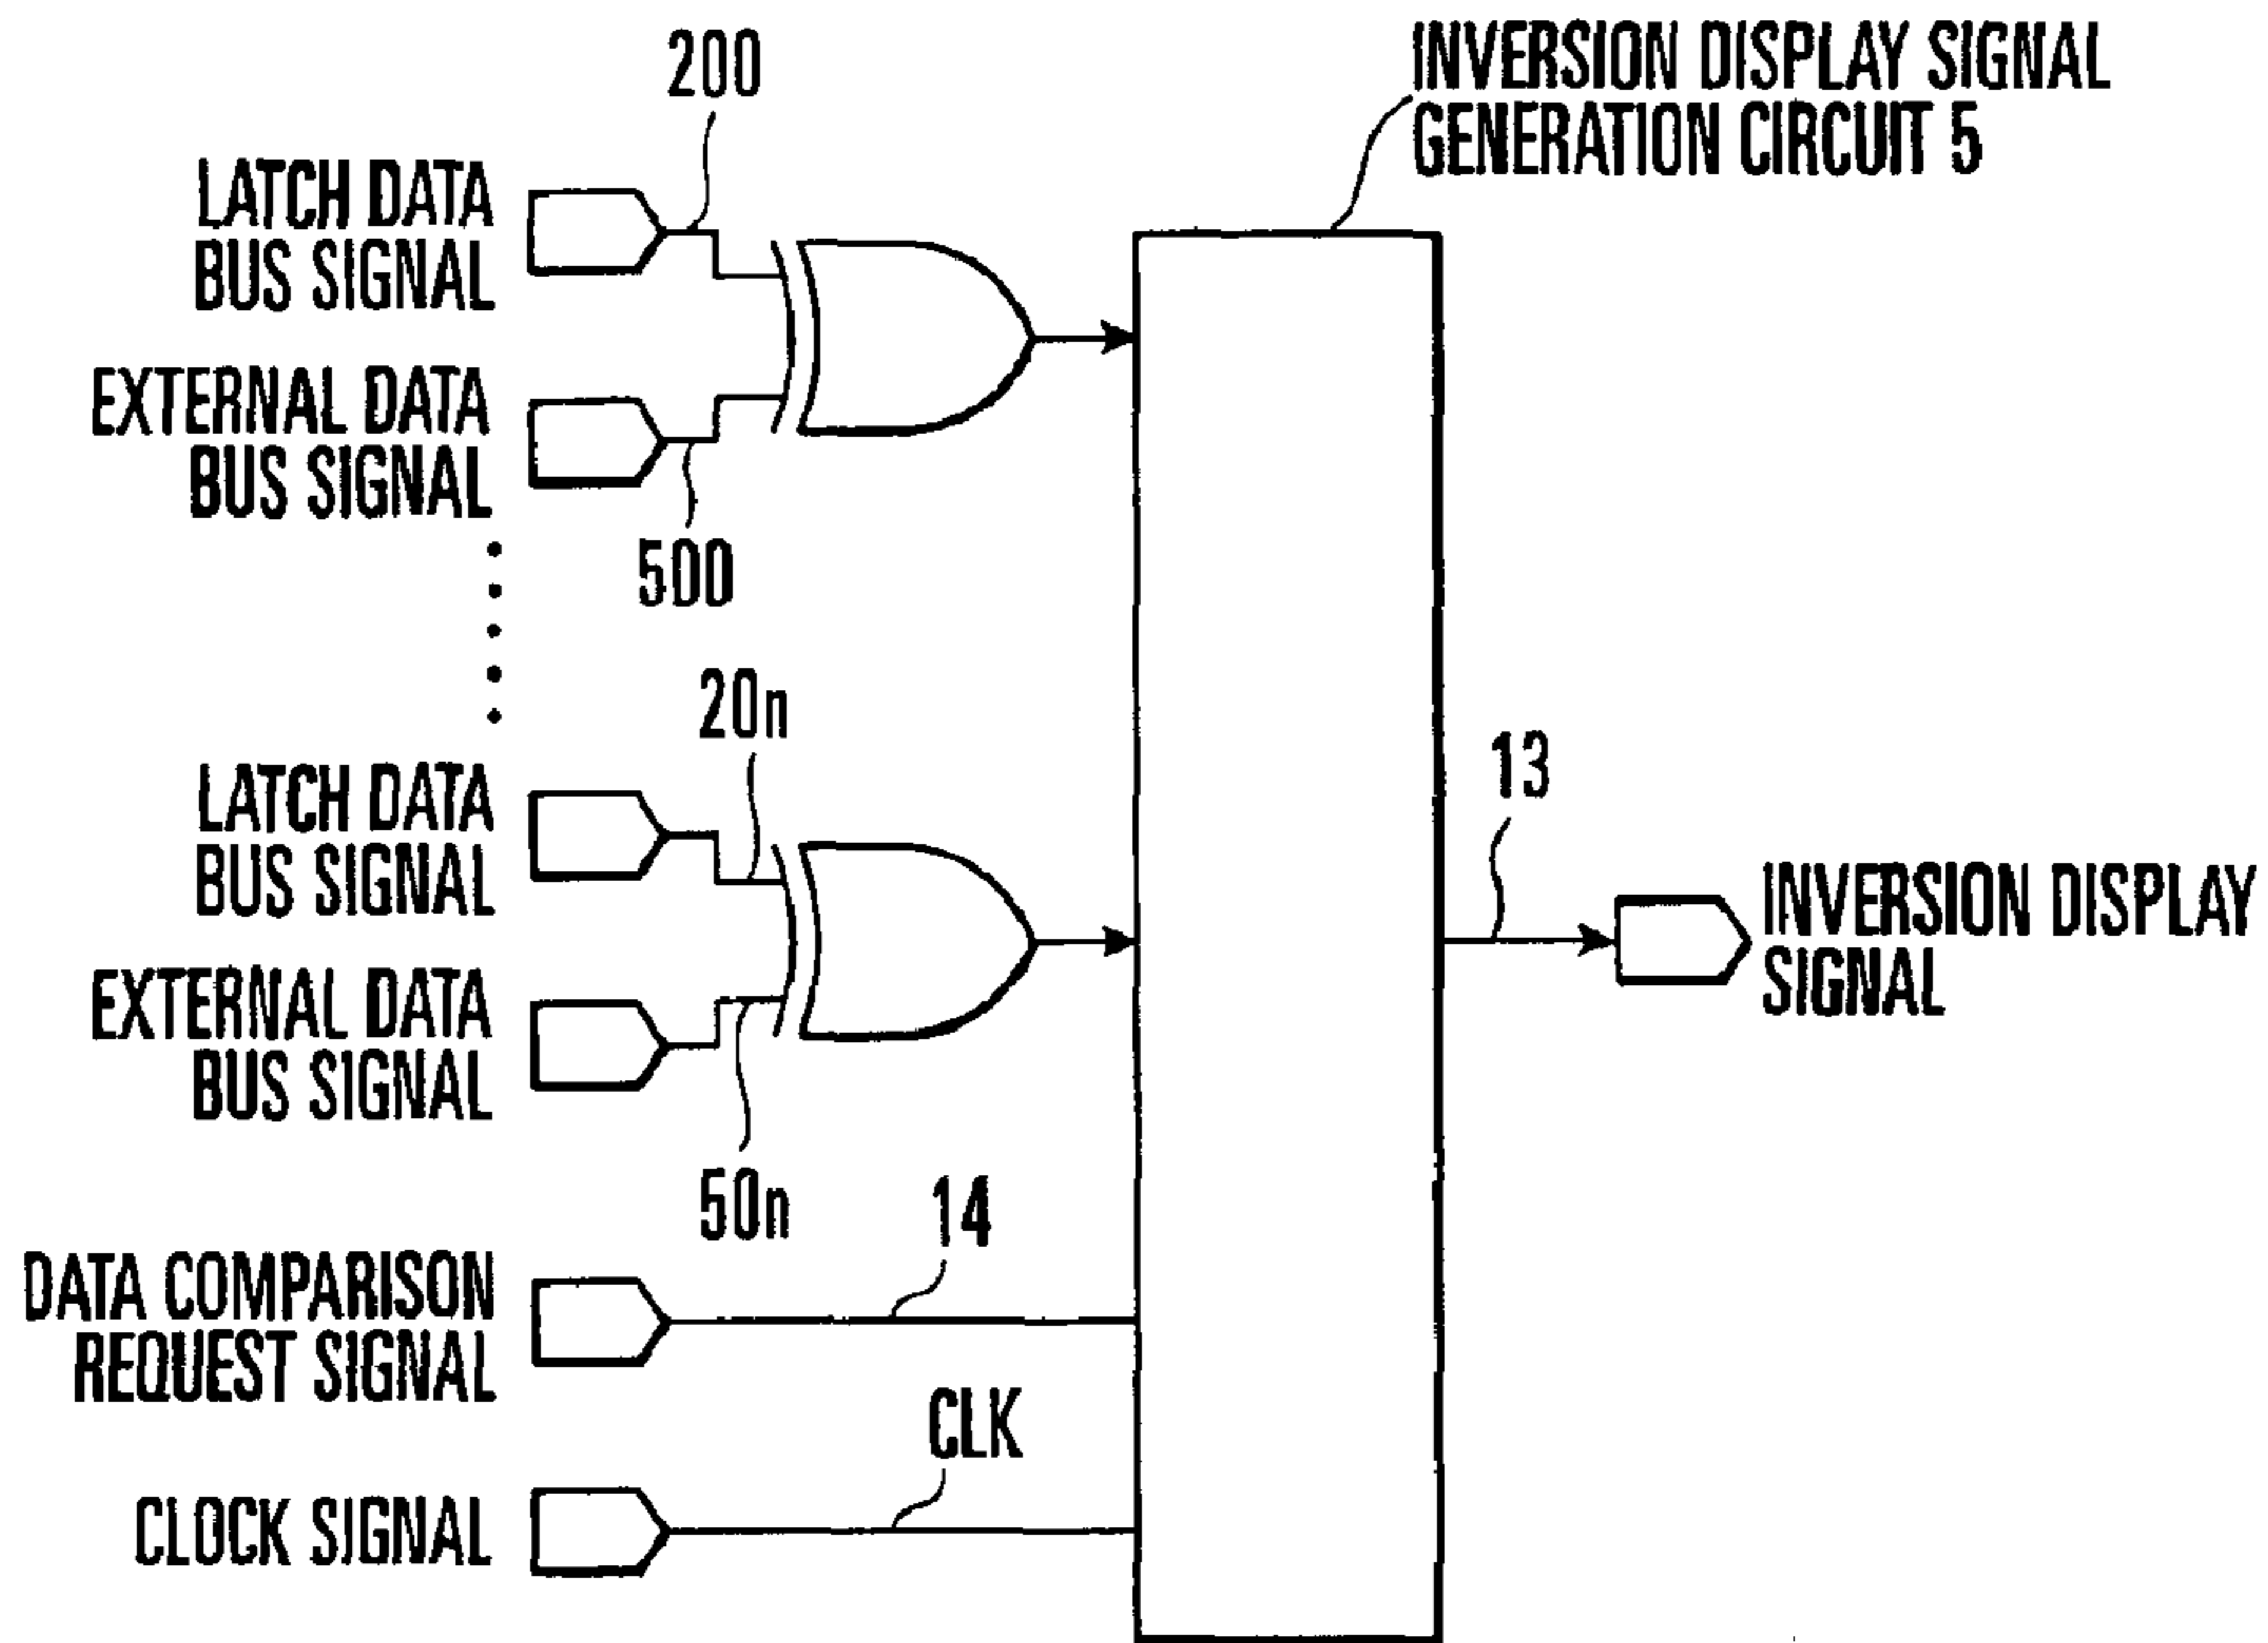 200
INVERSION DISPLAY SIGNAL
GENERATION CIRCUIT 5
LATCH DATA
BUS SIGNAL
EXTERNAL DATA
BUS SIGNAL
500
20n
LATCH DATA
BUS SIGNAL
13
INVERSION DISPLAY
SIGNAL
EXTERNAL DATA
BUS SIGNAL
50n
14
DATA COMPARISON
REQUEST SIGNAL
CLK
CLOCK SIGNAL